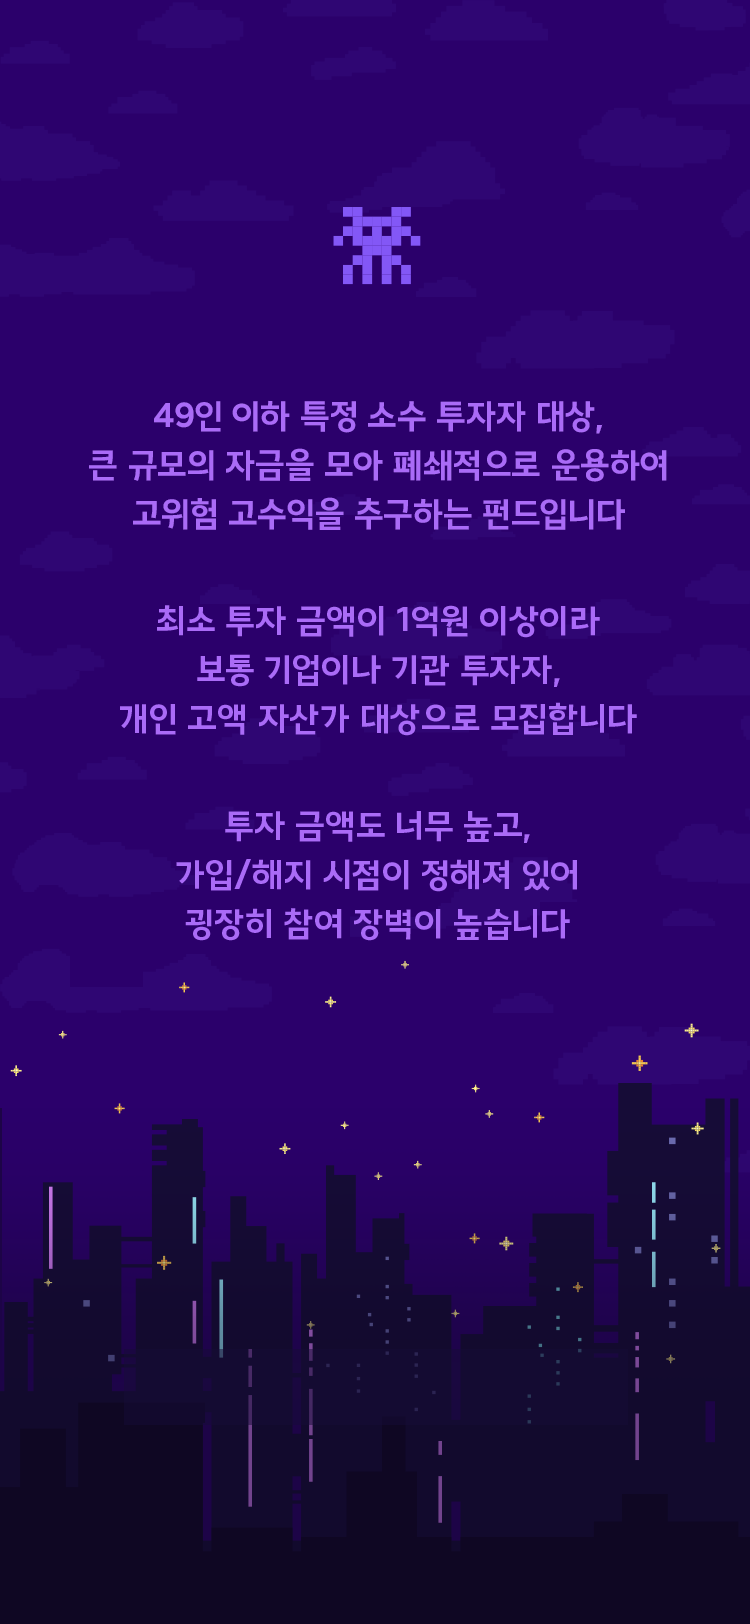 49인 이하 특정 소수 투자자 대상,
큰 규모의 자금을 모아 폐쇄적으로 운용하여
고위험 고수익을 추구하는 펀드입니다
최소 투자 금액이 1억원 이상이라
보통 기업이나 기관 투자자,
개인 고액 자산가 대상으로 모집합니다
투자 금액도 너무 높고,
가입/해지 시점이 정해져 있어
굉장히 참여 장벽이 높습니다